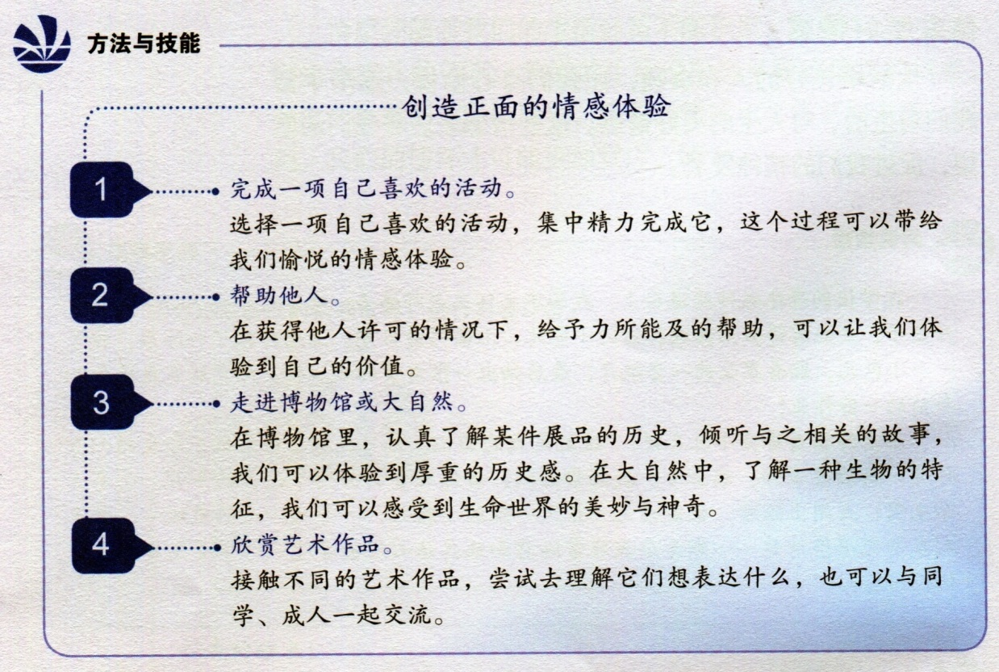 方法与技能
创造正面的情感体验
1
完成一项自己喜欢的活动。
选择一项自己喜欢的活动，集中精力完成它，这个过程可以带给
我们愉悦的情感体验。
2
帮助他人。
在获得他人许可的情况下，给予力所能及的帮助，可以让我们体
验到自己的价值。
3
走进博物馆或大自然。
在博物馆里，认真了解某件展品的历史，倾听与之相关的故事，
我们可以体验到厚重的历史感。在大自然中，了解一种生物的特
征，我们可以感受到生命世界的美妙与神奇。
4
欣赏艺术作品。
接触不同的艺术作品，尝试去理解它们想表达什么，也可以与同
学、成人一起交流。